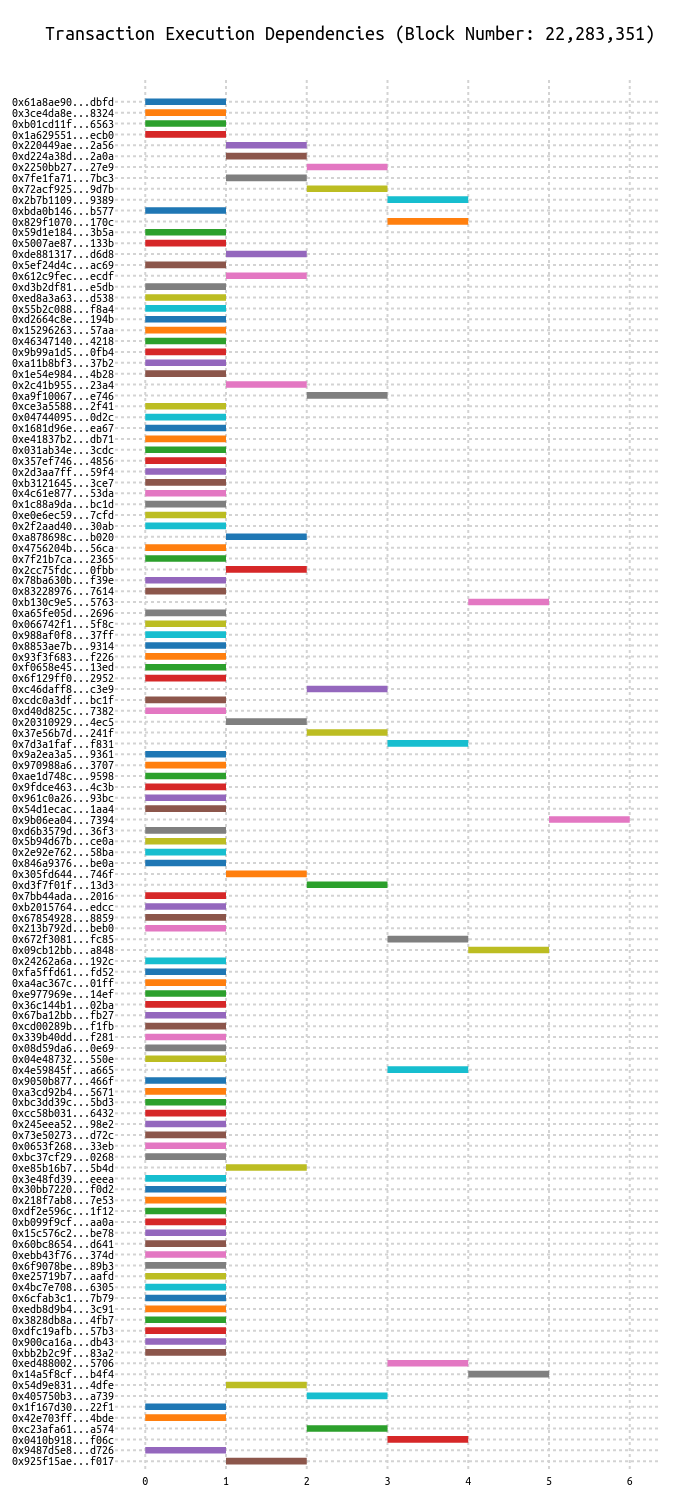 Transaction Execution Dependencies (Block Number: 22,283,351)
0x61a8ae90...dbfd
0x3ce4da8e...8324
0xb01cd11f...6563
0x1a629551...ecb0
0x220449ae...2a56
0xd224a38d...2a0a
0x2250bb27...27e9
0x7fe1fa71...7bc3
0x72acf925...9d7b
0x2b7b1109...9389
0xbda0b146...b577
0x829f1070...170c
0x59d1e184...3b5a
0x5007ae87...133b
0xde881317...d6d8
0x5ef24d4c...ac69
0x612c9fec...ecdf
0xd3b2df81...e5db
0xed8a3a63...d538
0x55b2c088...f8a4
0xd2664c8e...194b
0x15296263...57aa
0x46347140...4218
0x9b99a1d5...0fb4
0xa11b8bf3...37b2
0x1e54e984...4b28
0x2c41b955...23a4
0xa9f10067...e746
0xce3a5588...2f41
0x04744095...0d2c
0x1681d96e...ea67
0xe41837b2...db71
0x031ab34e...3cdc
0x357ef746...4856
0x2d3aa7ff...59f4
0xb3121645...3ce7
0x4c61e877...53da
0x1c88a9da...bc1d
0xe0e6ec59...7cfd
0x2f2aad40...30ab
0xa878698c...b020
0x4756204b...56ca
0x7f21b7ca...2365
0x2cc75fdc...0fbb
0x78ba630b...f39e
0x83228976...7614
0xb130c9e5...5763
0xa65fe05d...2696
0x066742f1...5f8c
0x988af0f8...37ff
0x8853ae7b...9314
0x93f3f683...f226
0xf0658e45...13ed
0x6f129ff0...2952
0xc46daff8...c3e9
0xcdc0a3df...bc1f
0xd40d825c...7382
0x20310929...4ec5
0x37e56b7d...241f
0x7d3a1faf...f831
0x9a2ea3a5...9361
0x970988a6...3707
0xae1d748c...9598
0x9fdce463...4c3b
0x961c0a26...93bc
0x54d1ecac...1aa4
0x9b06ea04...7394
0xd6b3579d...36f3
0x5b94d67b...ce0a
0x2e92e762...58ba
0x846a9376...be0a
0x305fd644...746f
0xd3f7f01f...13d3
0x7bb44ada...2016
0xb2015764...edcc
0x67854928...8859
0x213b792d...beb0
0x672f3081...fc85
0x09cb12bb...a848
0x24262a6a...192c
0xfa5ffd61...fd52
0xa4ac367c...01ff
0xe977969e...14ef
0x36c144b1...02ba
0x67ba12bb...fb27
0xcd00289b...f1fb
0x339b40dd...f281
0x08d59da6...0e69
0x04e48732...550e
0x4e59845f...a665
0x9050b877...466f
0xa3cd92b4...5671
0xbc3dd39c...5bd3
0xcc58b031...6432
0x245eea52...98e2
0x73e50273...d72c
0x0653f268...33eb
0xbc37cf29...0268
0xe85b16b7...5b4d
0x3e48fd39...eeea
0x30bb7220...f0d2
0x218f7ab8...7e53
0xdf2e596c...1f12
0xb099f9cf...aa0a
0x15c576c2...be78
0x60bc8654...d641
0xebb43f76...374d
0x6f9078be...89b3
0xe25719b7...aafd
0x4bc7e708...6305
0x6cfab3c1...7b79
0xedb8d9b4...3c91
0x3828db8a...4fb7
0xdfc19afb...57b3
0x900ca16a...db43
0xbb2b2c9f...83a2
0xed488002...5706
0x14a5f8cf...b4f4
0x54d9e831...4dfe
0x405750b3...a739
0x1f167d30...22f1
0x42e703ff...4bde
0xc23afa61...a574
0x0410b918...f06c
0x9487d5e8...d726
0x925f15ae...f017
0 1 2 3 4 5 6